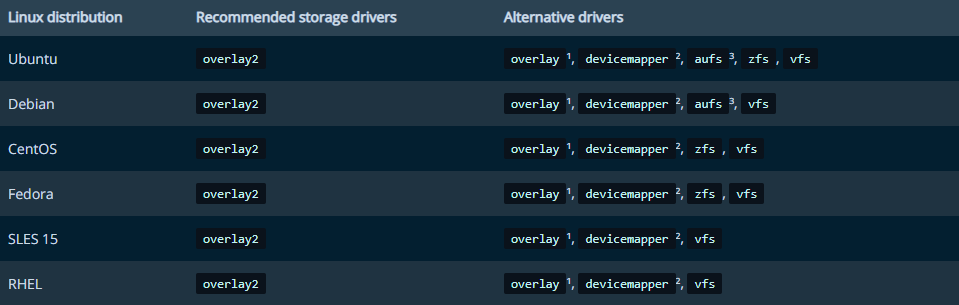 Linux distribution Recommended storage drivers Alternative drivers
Ubuntu overlay2 overlay ¹, devicemapper ², aufs ³, zfs , vfs
Debian overlay2 overlay ¹, devicemapper ², aufs ³, vfs
CentOS overlay2 overlay ¹, devicemapper ², zfs , vfs
Fedora overlay2 overlay ¹, devicemapper ², zfs , vfs
SLES 15 overlay2 overlay ¹, devicemapper ², vfs
RHEL overlay2 overlay ¹, devicemapper ², vfs